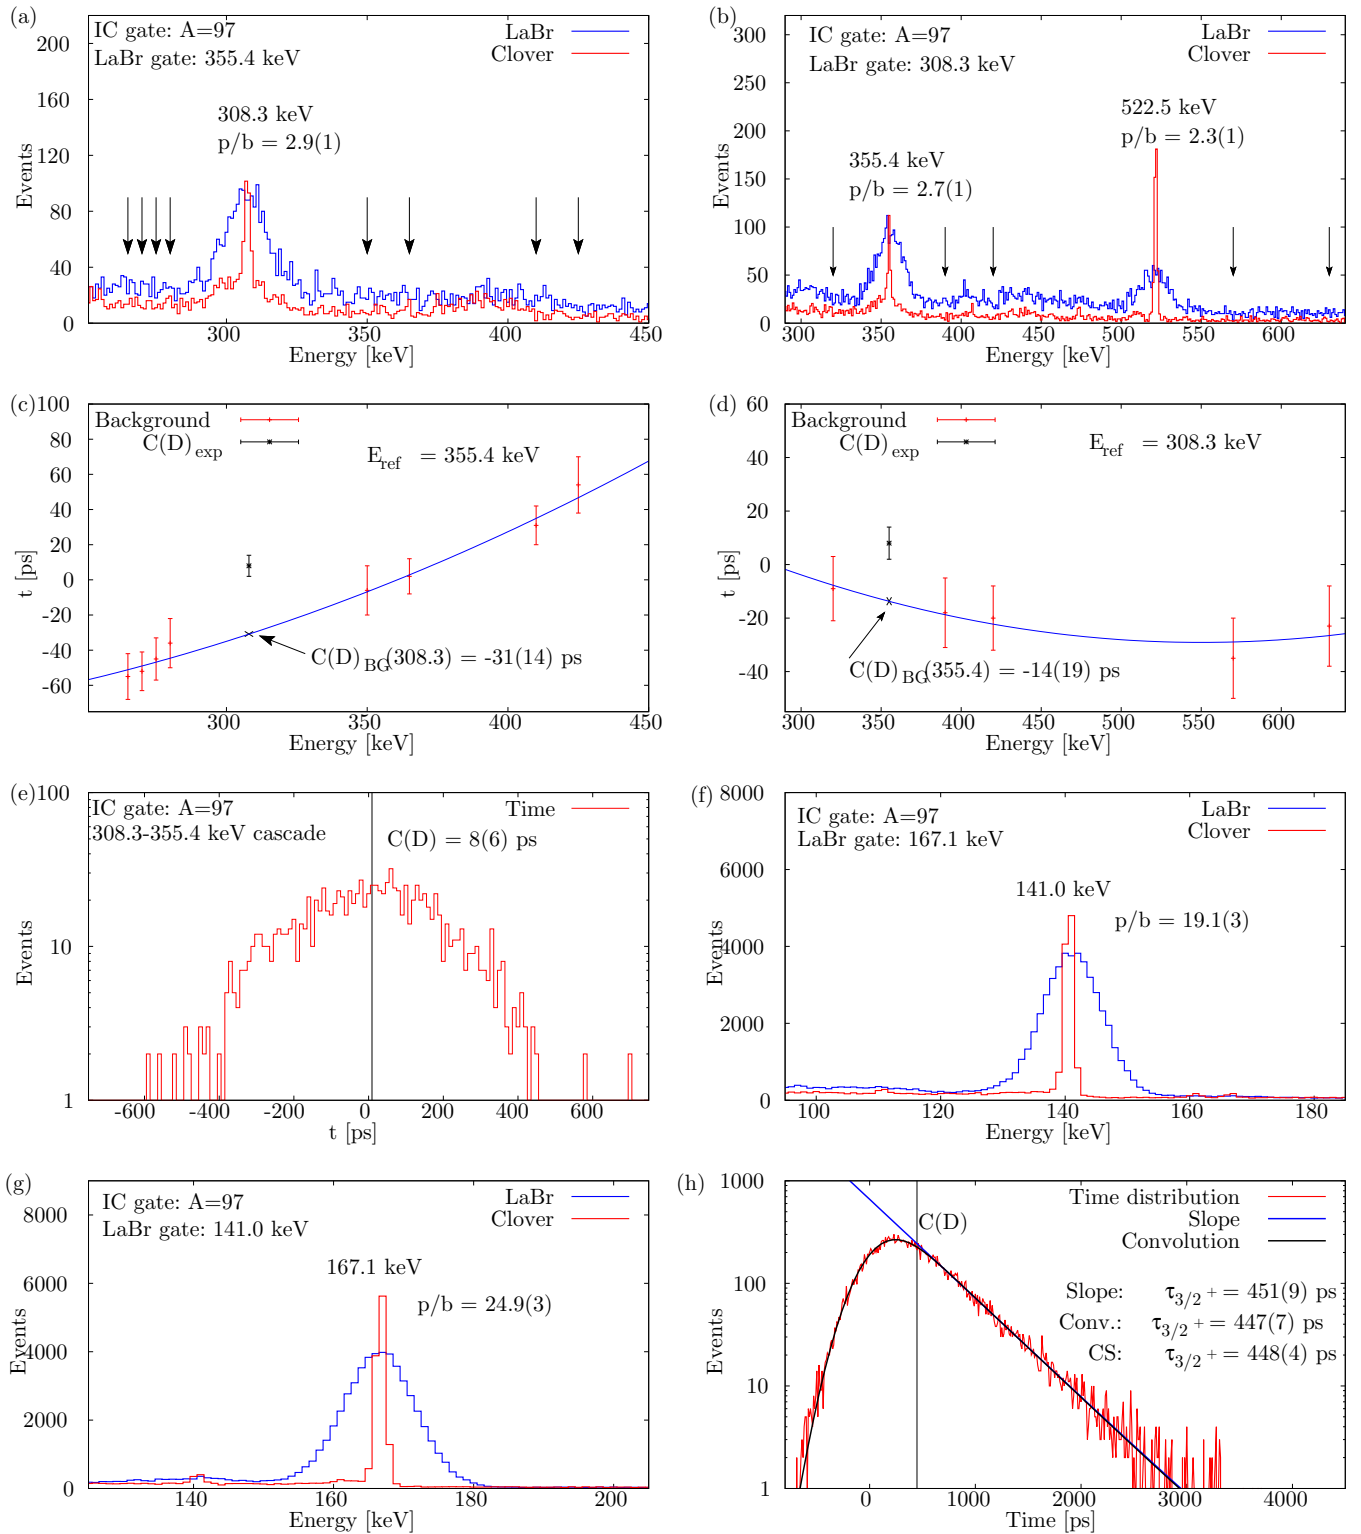 (a)
IC gate: A=97
LaBr gate: 355.4 keV
LaBr
Clover
308.3 keV
p/b = 2.9(1)
Events
0
40
80
120
160
200
300
350
400
450
Energy [keV]
(b)
IC gate: A=97
LaBr gate: 308.3 keV
LaBr
Clover
522.5 keV
p/b = 2.3(1)
355.4 keV
p/b = 2.7(1)
Events
0
50
100
150
200
250
300
300
350
400
450
500
550
600
Energy [keV]
(c)
Background
C(D)exp
Eref = 355.4 keV
C(D)BG(308.3) = -31(14) ps
t [ps]
100
80
60
40
20
0
-20
-40
-60
300
350
400
450
Energy [keV]
(d)
Background
C(D)exp
Eref = 308.3 keV
C(D)BG(355.4) = -14(19) ps
t [ps]
60
40
20
0
-20
-40
290
350
400
450
500
550
600
Energy [keV]
(e)
IC gate: A=97
308.3-355.4 keV cascade
Time
C(D) = 8(6) ps
Events
100
10
1
-600
-400
-200
0
200
400
600
t [ps]
(f)
IC gate: A=97
LaBr gate: 167.1 keV
LaBr
Clover
141.0 keV
p/b = 19.1(3)
Events
8000
6000
4000
2000
0
100
120
140
160
180
Energy [keV]
(g)
IC gate: A=97
LaBr gate: 141.0 keV
LaBr
Clover
167.1 keV
p/b = 24.9(3)
Events
8000
6000
4000
2000
0
140
160
180
200
Energy [keV]
(h)
Time distribution
Slope
Convolution
C(D)
Slope: τ3/2+ = 451(9) ps
Conv.: τ3/2+ = 447(7) ps
CS: τ3/2+ = 448(4) ps
Events
1000
100
10
1
0
1000
2000
3000
4000
Time [ps]